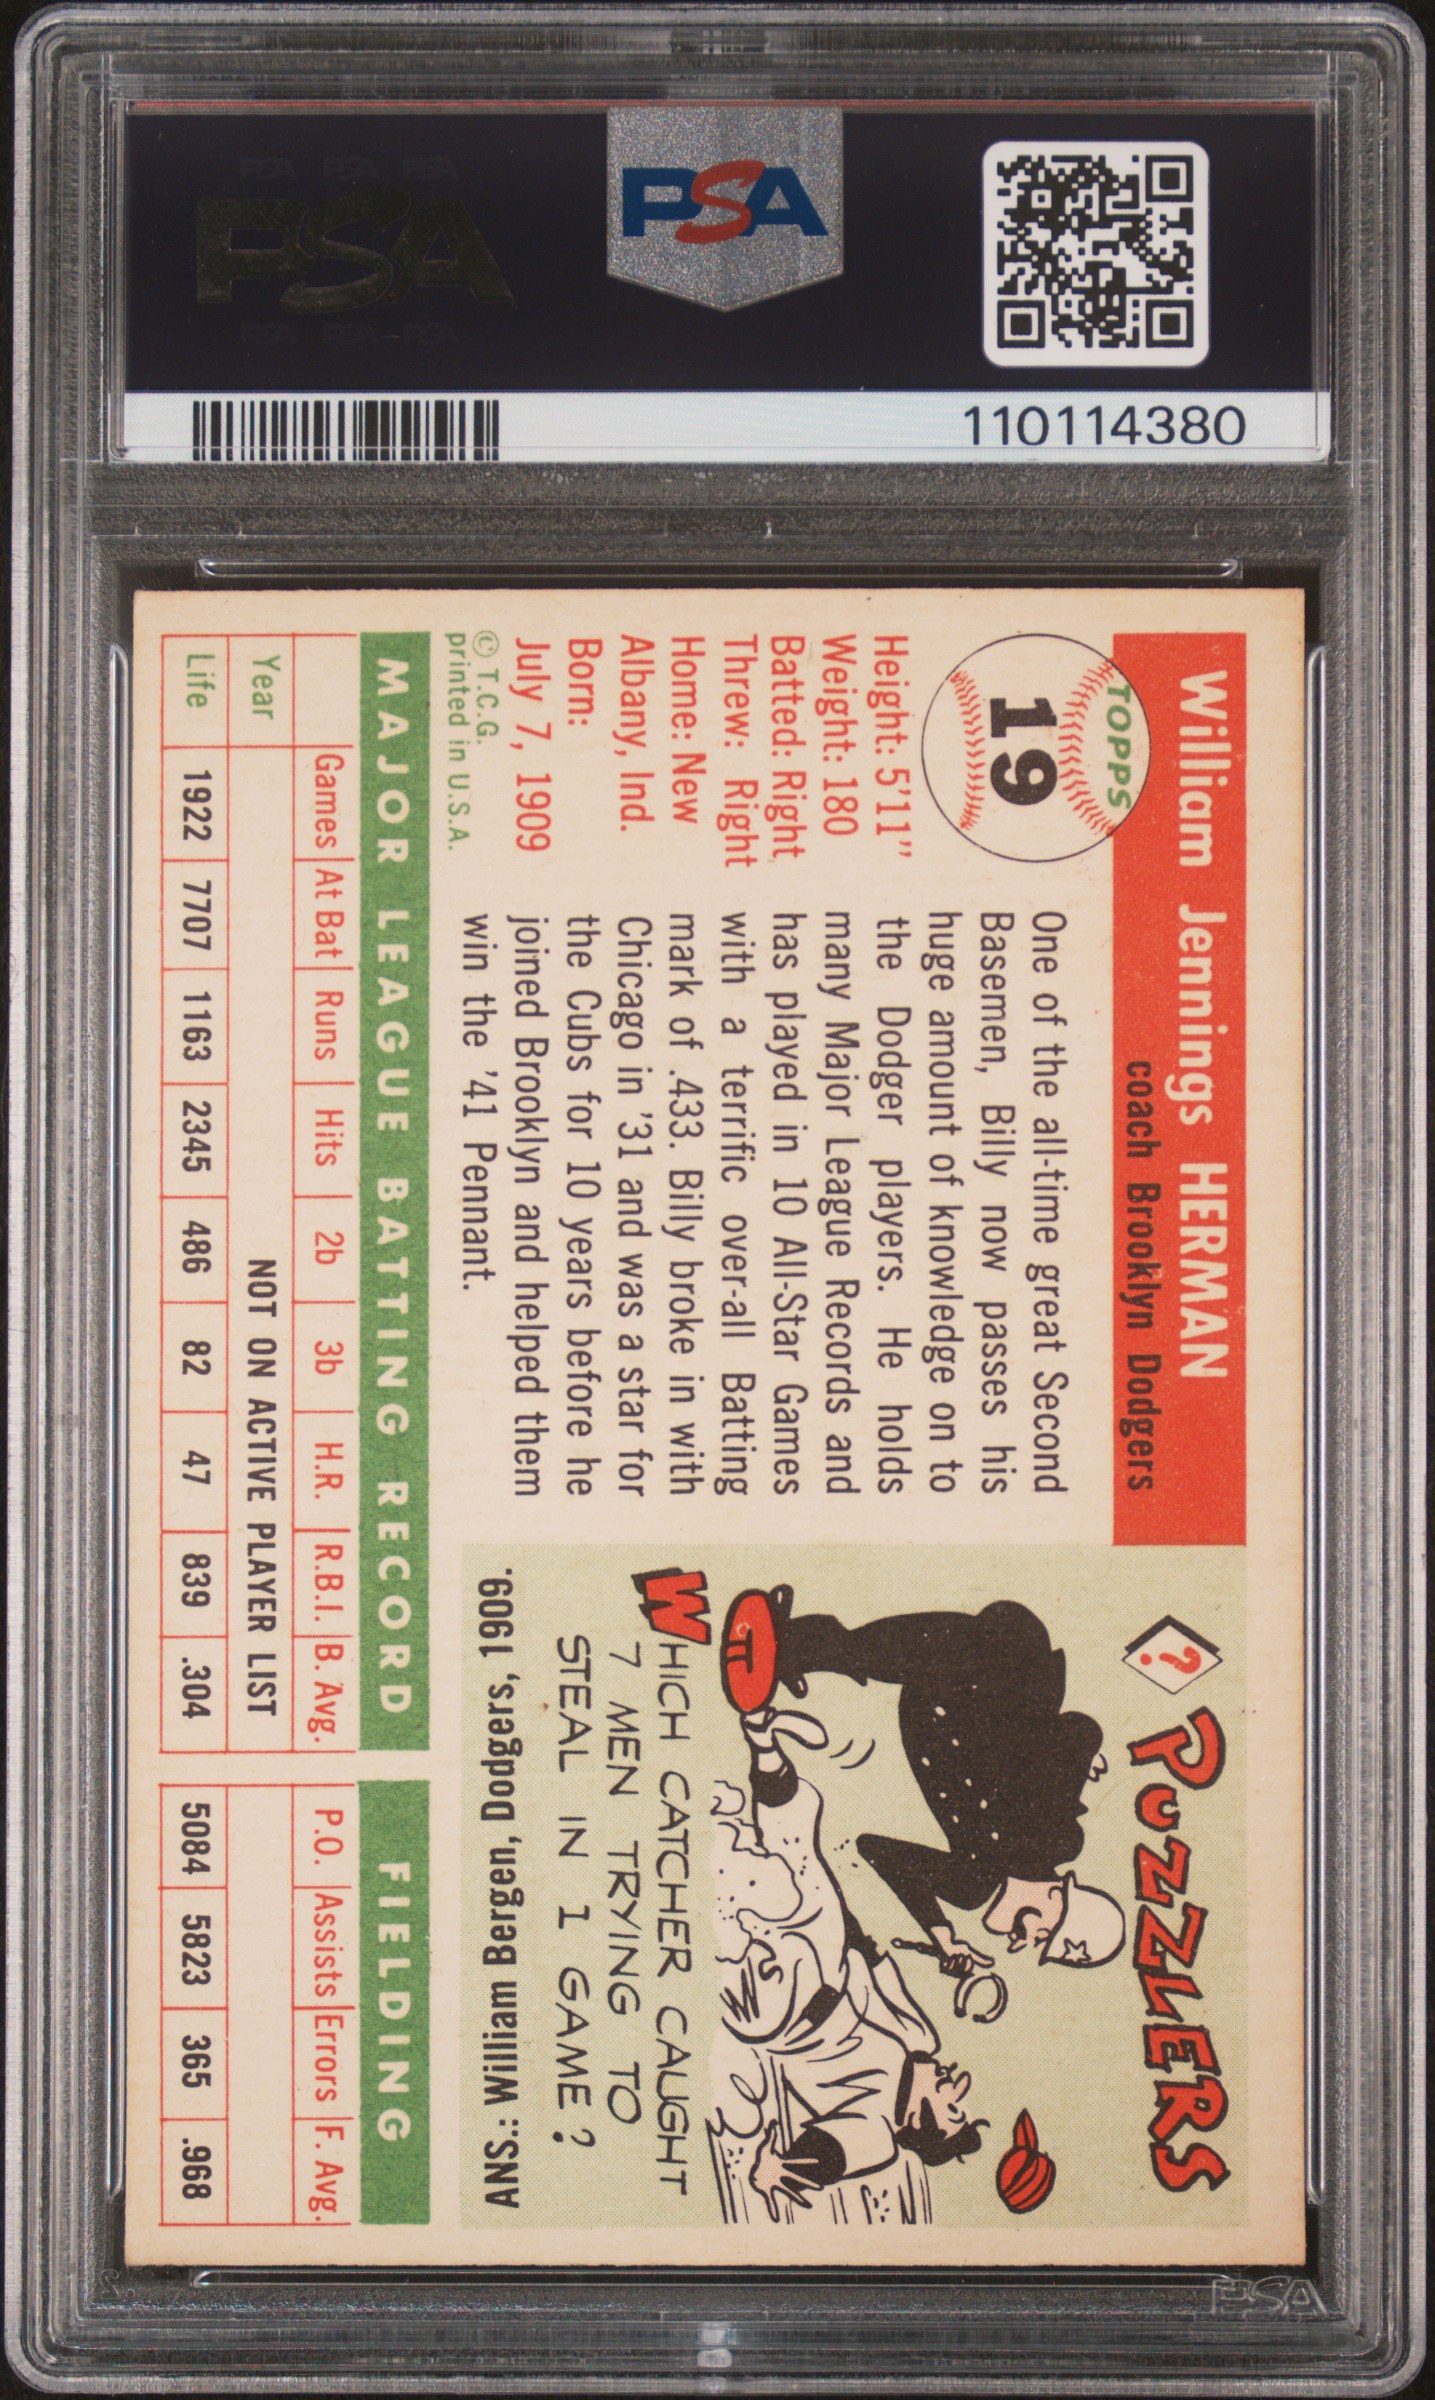 PSA
PSA
110114380
TOPPS
19
William Jennings HERMAN
coach Brooklyn Dodgers
Height: 5'11"
Weight: 180
Batted: Right
Threw: Right
Home: New
Albany, Ind.
Born:
July 7, 1909
© T.C.G.
printed in U.S.A.
One of the all-time great Second
Basemen, Billy now passes his
huge amount of knowledge on to
the Dodger players. He holds
many Major League Records and
has played in 10 All-Star Games
with a terrific over-all Batting
mark of .433. Billy broke in with
Chicago in '31 and was a star for
the Cubs for 10 years before he
joined Brooklyn and helped them
win the '41 Pennant.
? PUZZLERS
WHICH CATCHER CAUGHT
7 MEN TRYING TO
STEAL IN 1 GAME?
ANS.: William Bergen, Dodgers, 1909.
MAJOR LEAGUE BATTING RECORD FIELDING
Games At Bat Runs Hits 2b 3b H.R. R.B.I. B. Avg. P.O. Assists Errors F. Avg.
Year NOT ON ACTIVE PLAYER LIST
Life 1922 7707 1163 2345 486 82 47 839 .304 5084 5823 365 .968
PSA